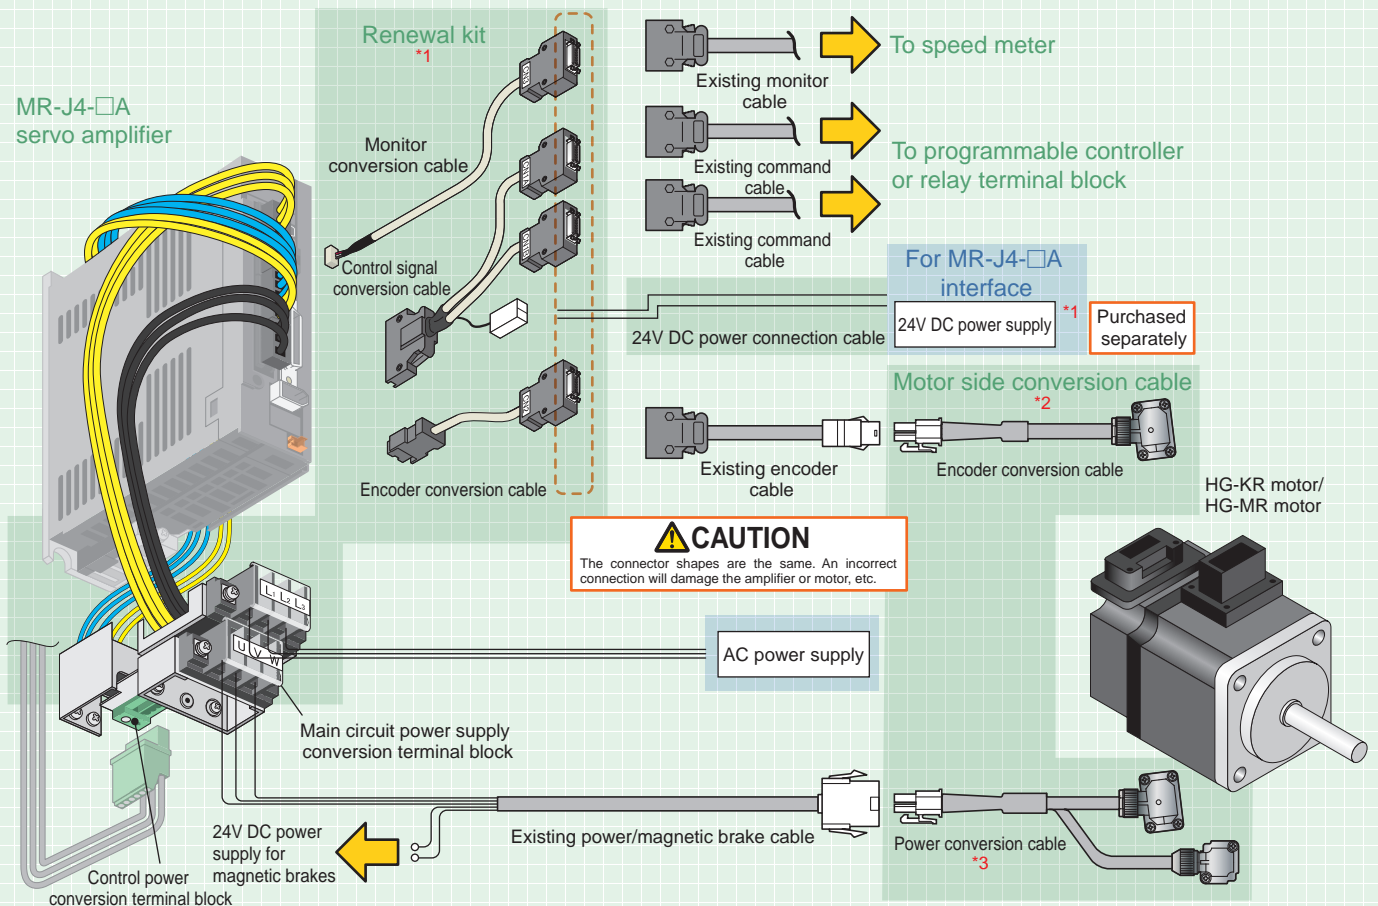 Renewal kit
*1
To speed meter
Existing monitor
cable
MR-J4-□A
servo amplifier
Monitor
conversion cable
Existing command
cable
To programmable controller
or relay terminal block
Existing command
cable
Control signal
conversion cable
For MR-J4-□A
interface
24V DC power supply
*1
Purchased
separately
24V DC power connection cable
Motor side conversion cable
*2
Existing encoder
cable
Encoder conversion cable
Encoder conversion cable
HG-KR motor/
HG-MR motor
CAUTION
The connector shapes are the same. An incorrect
connection will damage the amplifier or motor, etc.
L1 L2 L3
U V W
AC power supply
Main circuit power supply
conversion terminal block
24V DC power
supply for
magnetic brakes
Existing power/magnetic brake cable
Power conversion cable
*3
Control power
conversion terminal block